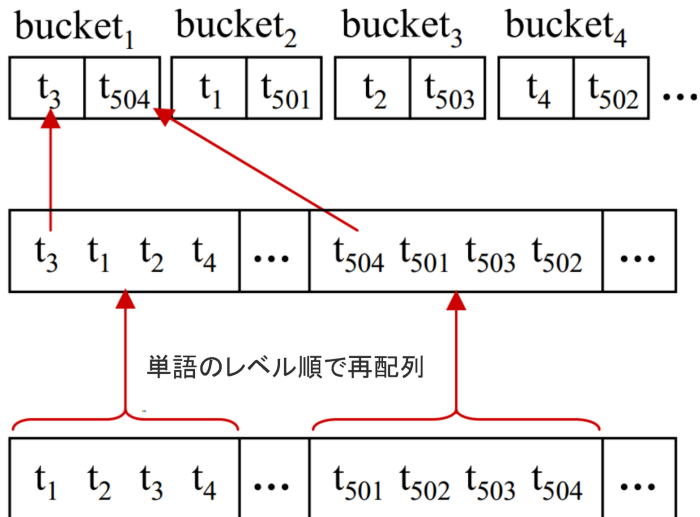 bucket₁ bucket₂ bucket₃ bucket₄
t₃ t₅₀₄ t₁ t₅₀₁ t₂ t₅₀₃ t₄ t₅₀₂ ...
t₃ t₁ t₂ t₄ ... t₅₀₄ t₅₀₁ t₅₀₃ t₅₀₂ ...
単語のレベル順で再配列
t₁ t₂ t₃ t₄ ... t₅₀₁ t₅₀₂ t₅₀₃ t₅₀₄ ...